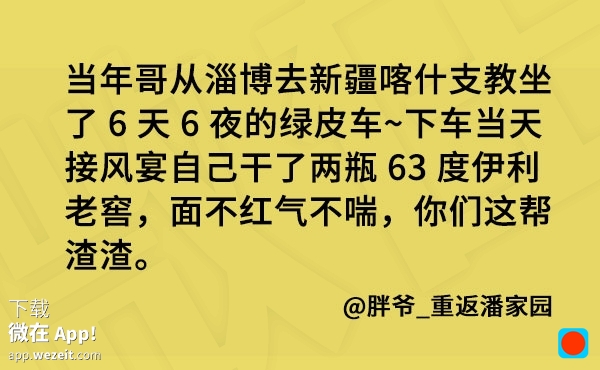 当年哥从淄博去新疆喀什支教坐
了 6 天 6 夜的绿皮车~下车当天
接风宴自己干了两瓶 63 度伊利
老窖，面不红气不喘，你们这帮
渣渣。
@胖爷_重返潘家园
下载
微在 App!
app.wezeit.com